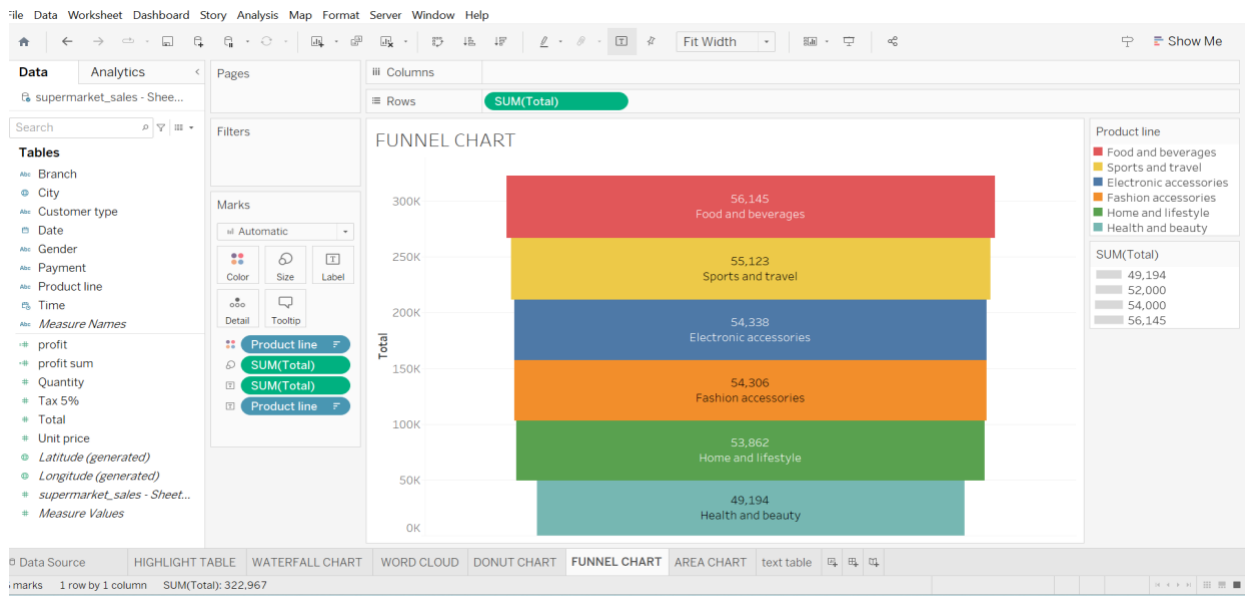 File Data Worksheet Dashboard Story Analysis Map Format Server Window Help
Fit Width
Show Me
Data Analytics
supermarket_sales - Shee...
Search
Tables
Abc Branch
City
Abc Customer type
Date
Abc Gender
Abc Payment
Abc Product line
Time
Abc Measure Names
profit
profit sum
Quantity
Tax 5%
Total
Unit price
Latitude (generated)
Longitude (generated)
supermarket_sales - Sheet...
Measure Values
Pages
Filters
Marks
Automatic
Color Size Label
Detail Tooltip
Product line
SUM(Total)
SUM(Total)
Product line
Columns
Rows SUM(Total)
FUNNEL CHART
Total
300K
250K
200K
150K
100K
50K
0K
56,145
Food and beverages
55,123
Sports and travel
54,338
Electronic accessories
54,306
Fashion accessories
53,862
Home and lifestyle
49,194
Health and beauty
Product line
Food and beverages
Sports and travel
Electronic accessories
Fashion accessories
Home and lifestyle
Health and beauty
SUM(Total)
49,194
52,000
54,000
56,145
Data Source HIGHLIGHT TABLE WATERFALL CHART WORD CLOUD DONUT CHART FUNNEL CHART AREA CHART text table
marks 1 row by 1 column SUM(Total): 322,967